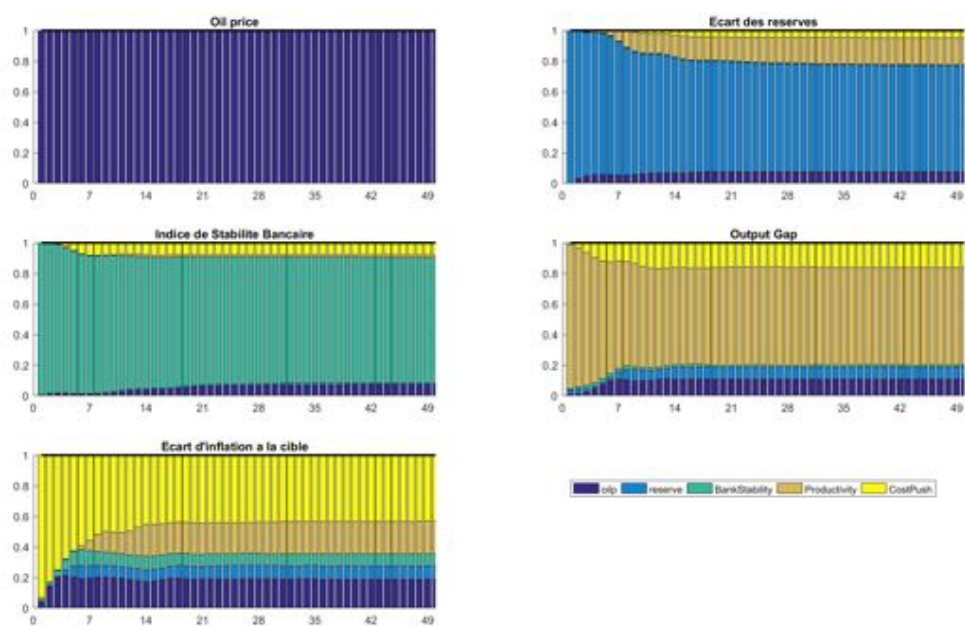 Oil price
1
0.8
0.6
0.4
0.2
0
0 7 14 21 28 35 42 49
Ecart des reserves
1
0.8
0.6
0.4
0.2
0
0 7 14 21 28 35 42 49
Indice de Stabilite Bancaire
1
0.8
0.6
0.4
0.2
0
0 7 14 21 28 35 42 49
Output Gap
1
0.8
0.6
0.4
0.2
0
0 7 14 21 28 35 42 49
Ecart d'inflation a la cible
1
0.8
0.6
0.4
0.2
0
0 7 14 21 28 35 42 49
oilp reserve BankStability Productivity CostPush